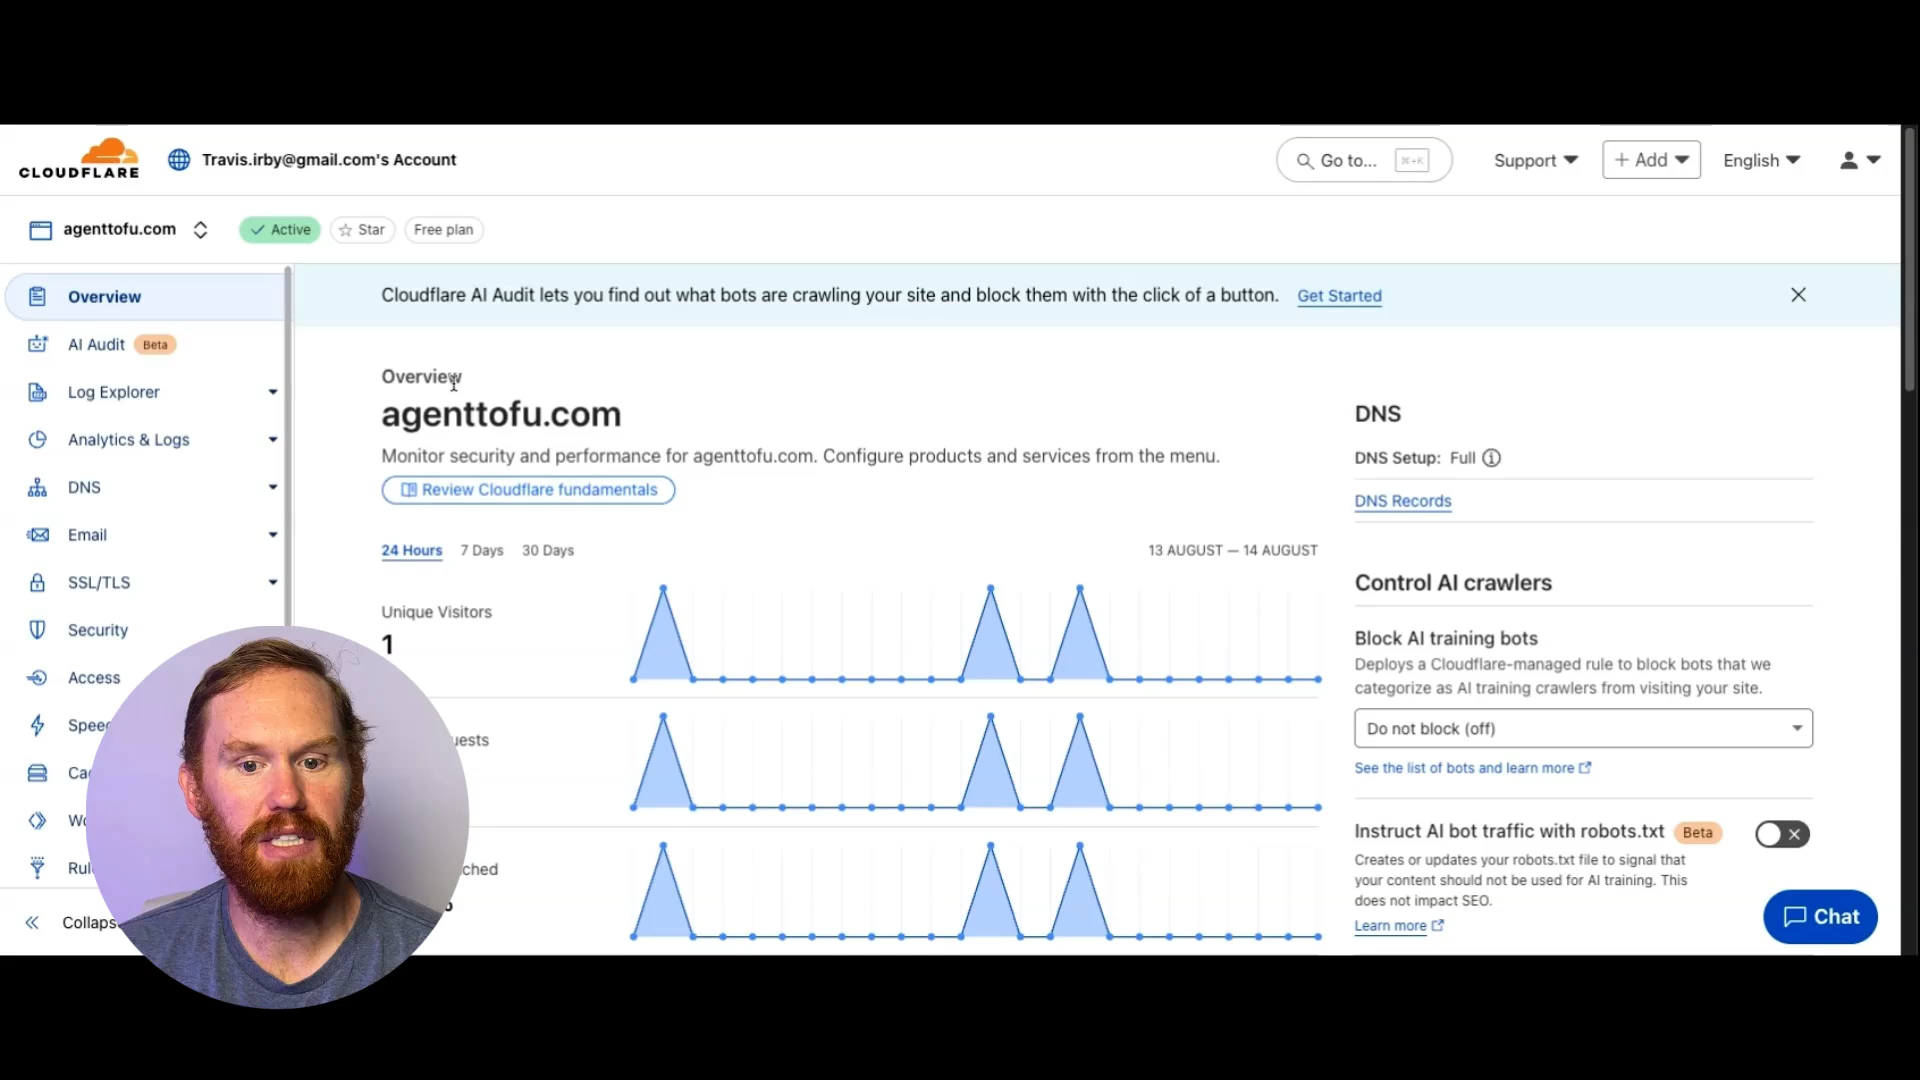 CLOUDFLARE
Travis.irby@gmail.com's Account
Go to...
⌘+K
Support
+ Add
English
agenttofu.com
Active
Star
Free plan
Overview
AI Audit Beta
Log Explorer
Analytics & Logs
DNS
Email
SSL/TLS
Security
Access
Spee
Ca
Wo
Rul
Collaps
Cloudflare AI Audit lets you find out what bots are crawling your site and block them with the click of a button. Get Started
Overview
agenttofu.com
Monitor security and performance for agenttofu.com. Configure products and services from the menu.
Review Cloudflare fundamentals
24 Hours 7 Days 30 Days
13 AUGUST — 14 AUGUST
Unique Visitors
1
uests
ched
DNS
DNS Setup: Full
DNS Records
Control AI crawlers
Block AI training bots
Deploys a Cloudflare-managed rule to block bots that we
categorize as AI training crawlers from visiting your site.
Do not block (off)
See the list of bots and learn more
Instruct AI bot traffic with robots.txt Beta
Creates or updates your robots.txt file to signal that
your content should not be used for AI training. This
does not impact SEO.
Learn more
Chat